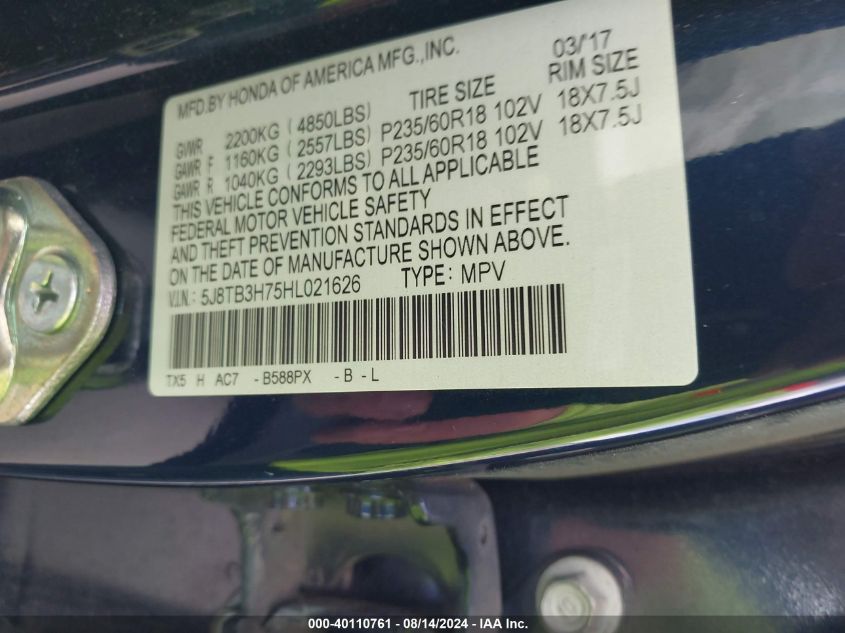 MFD.BY HONDA OF AMERICA MFG.,INC. 03/'17
TIRE SIZE RIM SIZE
GVWR 2200KG ( 4850LBS)
GAWR F 1160KG ( 2557LBS) P235/60R18 102V 18X7.5J
GAWR R 1040KG ( 2293LBS) P235/60R18 102V 18X7.5J
THIS VEHICLE CONFORMS TO ALL APPLICABLE
FEDERAL MOTOR VEHICLE SAFETY
AND THEFT PREVENTION STANDARDS IN EFFECT
ON THE DATE OF MANUFACTURE SHOWN ABOVE.
V.I.N.: 5J8TB3H75HL021626 TYPE: MPV
TX5 H AC7 - B588PX - B - L
000-40110761 - 08/14/2024 - IAA Inc.